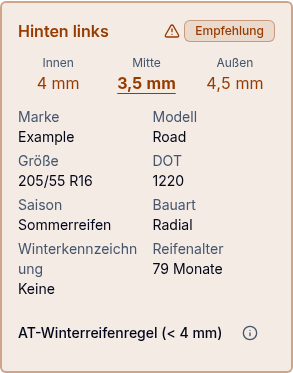 Hinten links
Empfehlung
Innen Mitte Außen
4 mm 3,5 mm 4,5 mm
Marke Modell
Example Road
Größe DOT
205/55 R16 1220
Saison Bauart
Sommerreifen Radial
Winterkennzeichn Reifenalter
ung 79 Monate
Keine
AT-Winterreifenregel (< 4 mm)